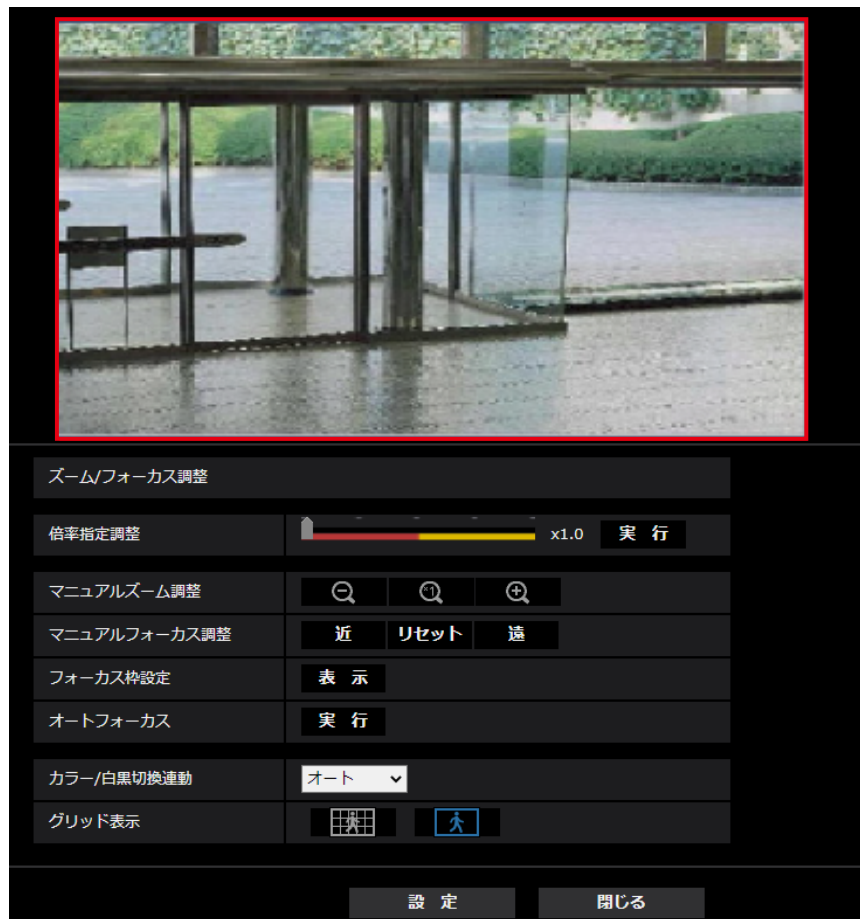 ズーム/フォーカス調整
倍率指定調整 x1.0 実 行
マニュアルズーム調整 ×1
マニュアルフォーカス調整 近 リセット 遠
フォーカス枠設定 表 示
オートフォーカス 実 行
カラー/白黒切換連動 オート
グリッド表示
設 定 閉じる